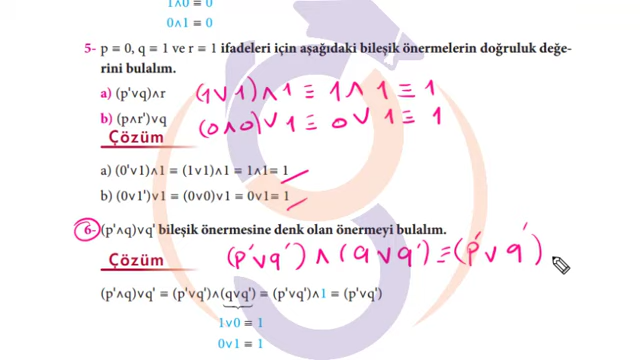 1∧0 ≡ 0
0∧1 ≡ 0
5- p ≡ 0, q ≡ 1 ve r ≡ 1 ifadeleri için aşağıdaki bileşik önermelerin doğruluk değe-
rini bulalım.
a) (p'∨q)∧r (1∨1)∧1 ≡ 1∧1 ≡ 1
b) (p∧r')∨q (0∧0)∨1 ≡ 0∨1 ≡ 1
Çözüm
a) (0'∨1)∧1 ≡ (1∨1)∧1 ≡ 1∧1≡ 1
b) (0∨1')∨1 ≡ (0∨0)∨1 ≡ 0∨1≡ 1
6- (p'∧q)∨q' bileşik önermesine denk olan önermeyi bulalım.
Çözüm (p'∨q')∧(q∨q') ≡ (p'∨q')
(p'∧q)∨q' ≡ (p'∨q')∧(q∨q') ≡ (p'∨q')∧1 ≡ (p'∨q')
1∨0 ≡ 1
0∨1 ≡ 1